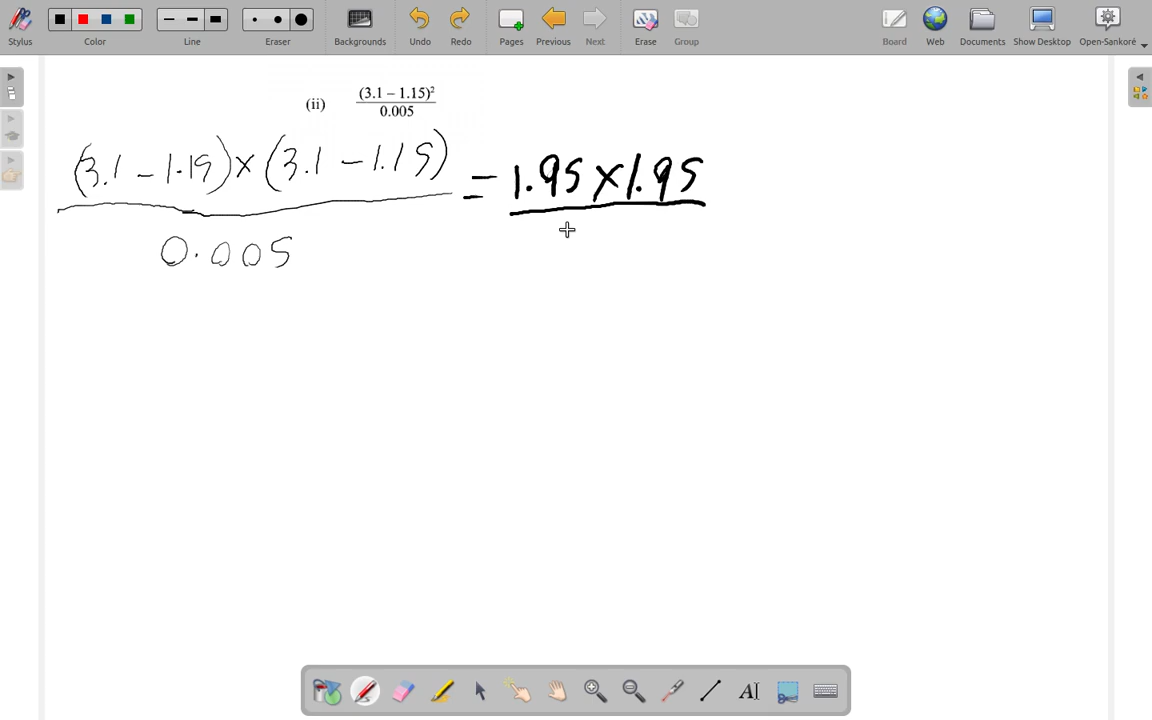 Stylus Color Line Eraser Backgrounds Undo Redo Pages Previous Next Erase Group Board Web Documents Show Desktop Open-Sankoré
(ii) (3.1 – 1.15)²
0.005
(3.1 – 1.15) × (3.1 – 1.15) = 1.95 × 1.95
0.005